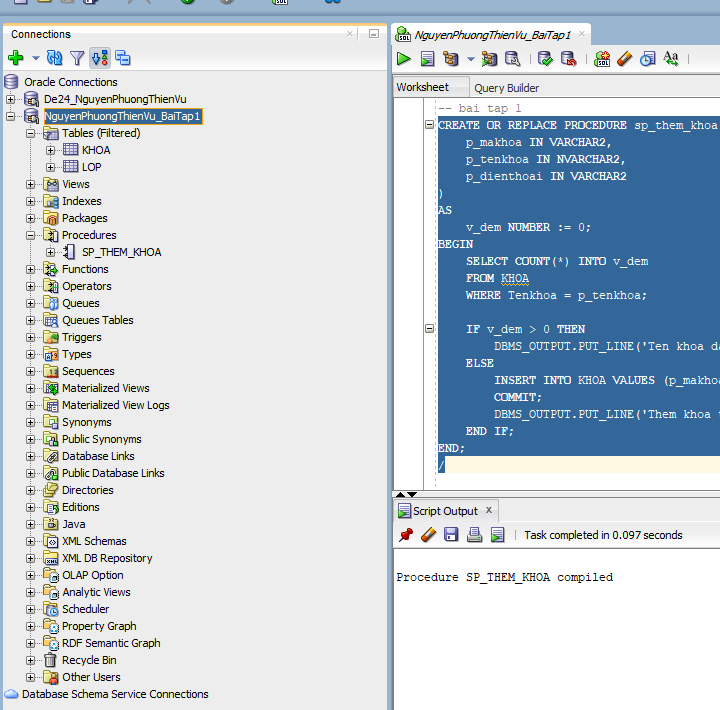 Connections
Oracle Connections
De24_NguyenPhuongThienVu
NguyenPhuongThienVu_BaiTap1
Tables (Filtered)
KHOA
LOP
Views
Indexes
Packages
Procedures
SP_THEM_KHOA
Functions
Operators
Queues
Queues Tables
Triggers
Types
Sequences
Materialized Views
Materialized View Logs
Synonyms
Public Synonyms
Database Links
Public Database Links
Directories
Editions
Java
XML Schemas
XML DB Repository
OLAP Option
Analytic Views
Scheduler
Property Graph
RDF Semantic Graph
Recycle Bin
Other Users
Database Schema Service Connections
NguyenPhuongThienVu_BaiTap1
Worksheet Query Builder
-- bai tap 1
CREATE OR REPLACE PROCEDURE sp_them_khoa
p_makhoa IN VARCHAR2,
p_tenkhoa IN NVARCHAR2,
p_dienthoai IN VARCHAR2
)
AS
v_dem NUMBER := 0;
BEGIN
SELECT COUNT(*) INTO v_dem
FROM KHOA
WHERE Tenkhoa = p_tenkhoa;
IF v_dem > 0 THEN
DBMS_OUTPUT.PUT_LINE('Ten khoa
ELSE
INSERT INTO KHOA VALUES (p_makhoa
COMMIT;
DBMS_OUTPUT.PUT_LINE('Them khoa
END IF;
END;
/
Script Output
Task completed in 0.097 seconds
Procedure SP_THEM_KHOA compiled